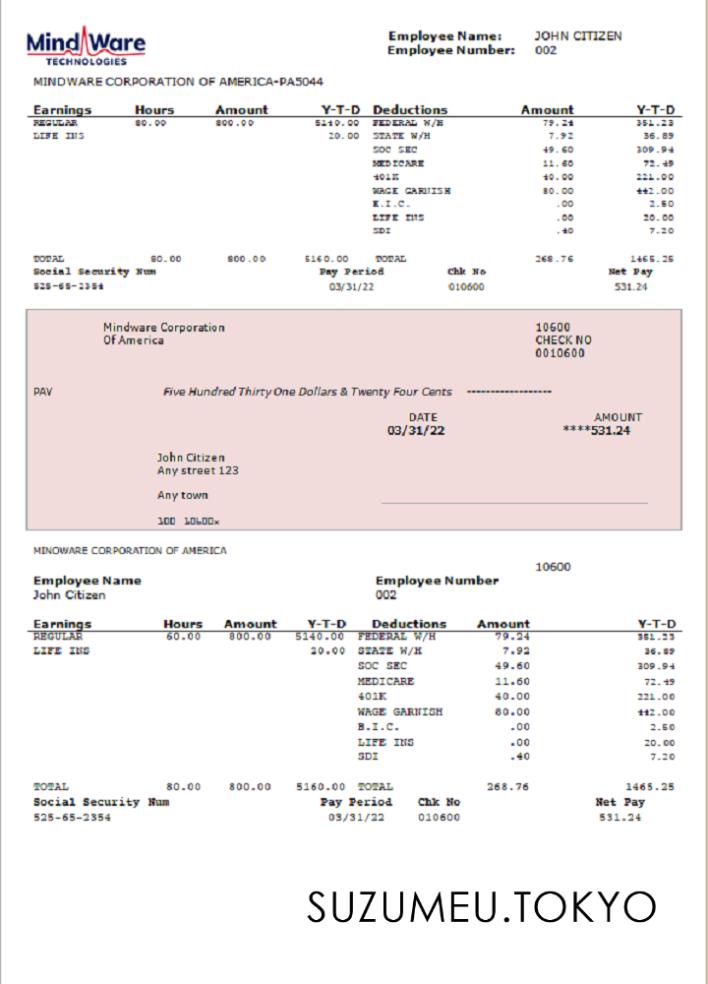 Mind Ware
TECHNOLOGIES
Employee Name: JOHN CITIZEN
Employee Number: 002
MINDWARE CORPORATION OF AMERICA-PA5044
Earnings Hours Amount Y-T-D Deductions Amount Y-T-D
REGULAR 80.00 800.00 5140.00 FEDERAL W/H 79.24 351.23
LIFE INS 20.00 STATE W/H 7.92 36.89
SOC SEC 49.60 309.94
MEDICARE 11.60 72.49
401K 40.00 221.00
WAGE GARNISH 80.00 442.00
E.I.C. .00 2.50
LIFE INS .00 20.00
SDI .40 7.20
TOTAL 80.00 800.00 5160.00 TOTAL 268.76 1465.25
Social Security Num Pay Period Chk No Net Pay
525-65-2354 03/31/22 010600 531.24
Mindware Corporation 10600
Of America CHECK NO
0010600
PAV Five Hundred Thirty One Dollars & Twenty Four Cents ------------------
DATE AMOUNT
03/31/22 ****531.24
John Citizen
Any street 123
Any town
MINOWARE CORPORATION OF AMERICA
10600
Employee Name Employee Number
John Citizen 002
Earnings Hours Amount Y-T-D Deductions Amount Y-T-D
REGULAR 60.00 800.00 5140.00 FEDERAL W/H 79.24 351.23
LIFE INS 20.00 STATE W/H 7.92 36.89
SOC SEC 49.60 309.94
MEDICARE 11.60 72.49
401K 40.00 221.00
WAGE GARNISH 80.00 442.00
B.I.C. .00 2.50
LIFE INS .00 20.00
SDI .40 7.20
TOTAL 80.00 800.00 5160.00 TOTAL 268.76 1465.25
Social Security Num Pay Period Chk No Net Pay
525-65-2354 03/31/22 010600 531.24
SUZUMEU.TOKYO